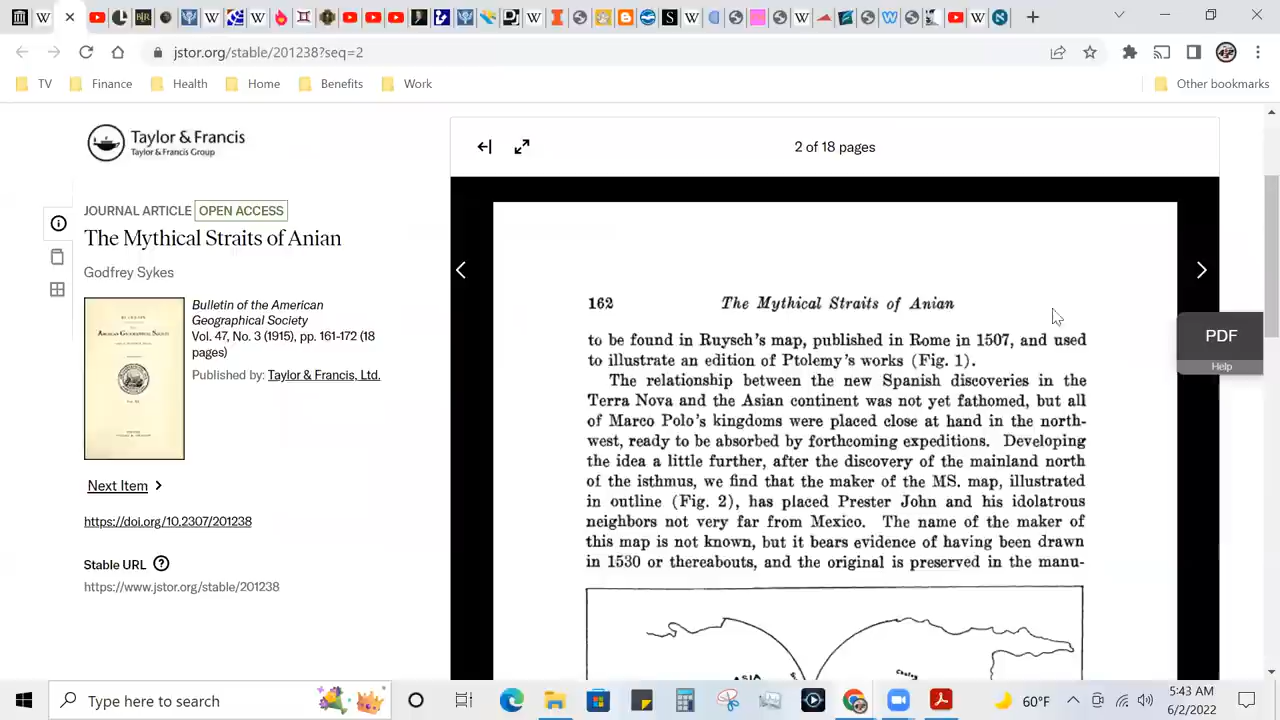 jstor.org/stable/201238?seq=2
TV
Finance
Health
Home
Benefits
Work
Other bookmarks
Taylor & Francis
Taylor & Francis Group
JOURNAL ARTICLE OPEN ACCESS
The Mythical Straits of Anian
Godfrey Sykes
Bulletin of the American
Geographical Society
Vol. 47, No. 3 (1915), pp. 161-172 (18
pages)
Published by: Taylor & Francis, Ltd.
Next Item
https://doi.org/10.2307/201238
Stable URL
https://www.jstor.org/stable/201238
2 of 18 pages
162 The Mythical Straits of Anian
to be found in Ruysch's map, published in Rome in 1507, and used
to illustrate an edition of Ptolemy's works (Fig. 1).
The relationship between the new Spanish discoveries in the
Terra Nova and the Asian continent was not yet fathomed, but all
of Marco Polo's kingdoms were placed close at hand in the north-
west, ready to be absorbed by forthcoming expeditions. Developing
the idea a little further, after the discovery of the mainland north
of the isthmus, we find that the maker of the MS. map, illustrated
in outline (Fig. 2), has placed Prester John and his idolatrous
neighbors not very far from Mexico. The name of the maker of
this map is not known, but it bears evidence of having been drawn
in 1530 or thereabouts, and the original is preserved in the manu-
PDF
Help
Type here to search
60°F
5:43 AM
6/2/2022